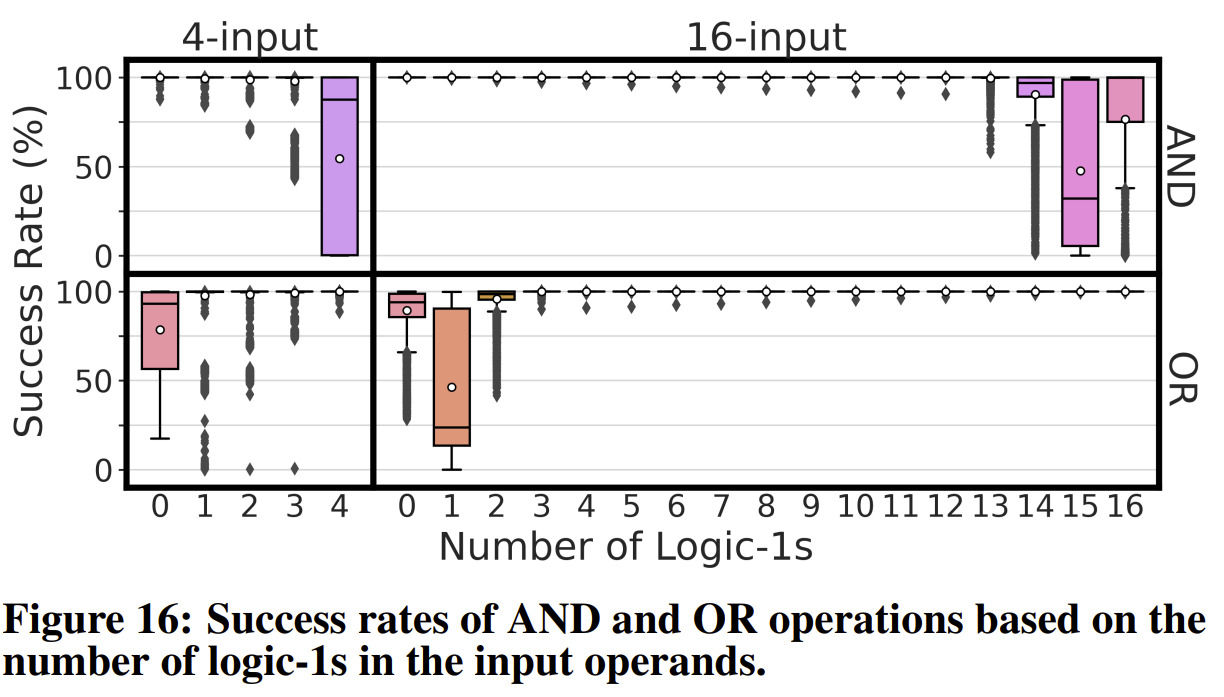 4-input 16-input
100
50
0
AND
100
50
0
OR
Success Rate (%)
0 1 2 3 4 0 1 2 3 4 5 6 7 8 9 10 11 12 13 14 15 16
Number of Logic-1s
Figure 16: Success rates of AND and OR operations based on the
number of logic-1s in the input operands.